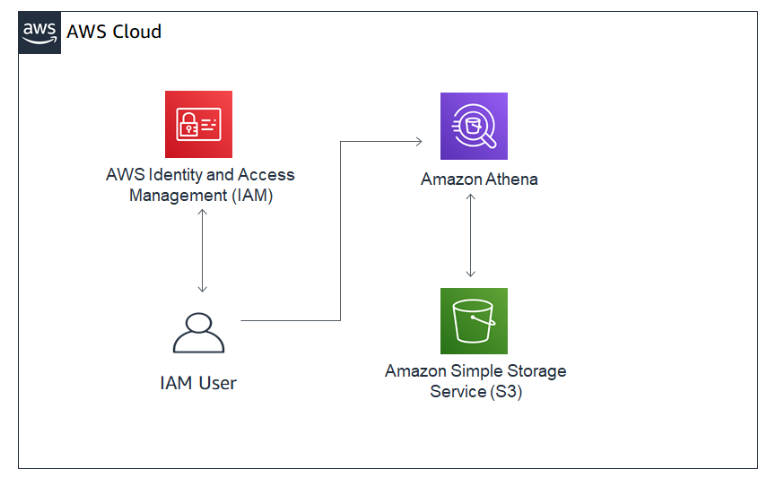 aws
AWS Cloud
AWS Identity and Access
Management (IAM)
Amazon Athena
IAM User
Amazon Simple Storage
Service (S3)